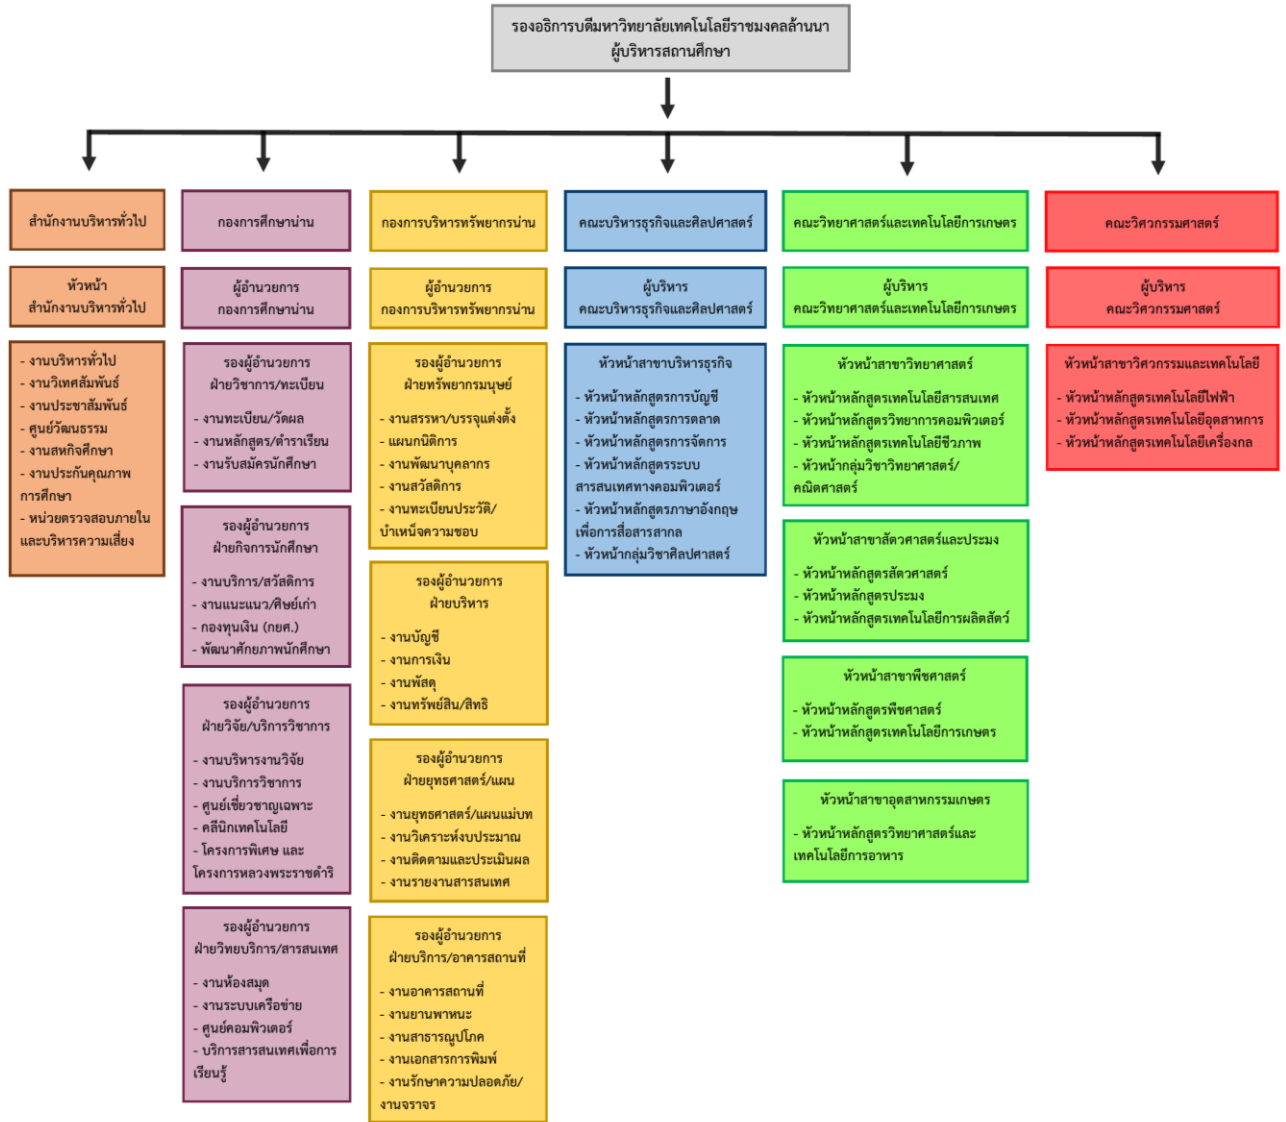 รองอธิการบดีมหาวิทยาลัยเทคโนโลยีราชมงคลล้านนา
ผู้บริหารสถานศึกษา
สำนักงานบริหารทั่วไป
หัวหน้า
สำนักงานบริหารทั่วไป
- งานบริหารทั่วไป
- งานวิเทศสัมพันธ์
- งานประชาสัมพันธ์
- ศูนย์วัฒนธรรม
- งานสหกิจศึกษา
- งานประกันคุณภาพ
การศึกษา
- หน่วยตรวจสอบภายใน
และบริหารความเสี่ยง
กองการศึกษาน่าน
ผู้อำนวยการ
กองการศึกษาน่าน
รองผู้อำนวยการ
ฝ่ายวิชาการ/ทะเบียน
- งานทะเบียน/วัดผล
- งานหลักสูตร/ตำราเรียน
- งานรับสมัครนักศึกษา
รองผู้อำนวยการ
ฝ่ายกิจการนักศึกษา
- งานบริการ/สวัสดิการ
- งานแนะแนว/ศิษย์เก่า
- กองทุนเงิน (กยศ.)
- พัฒนาศักยภาพนักศึกษา
รองผู้อำนวยการ
ฝ่ายวิจัย/บริการวิชาการ
- งานบริหารงานวิจัย
- งานบริการวิชาการ
- ศูนย์เชี่ยวชาญเฉพาะ
- คลีนิกเทคโนโลยี
- โครงการพิเศษ และ
โครงการหลวงพระราชดำริ
รองผู้อำนวยการ
ฝ่ายวิทยบริการ/สารสนเทศ
- งานห้องสมุด
- งานระบบเครือข่าย
- ศูนย์คอมพิวเตอร์
- บริการสารสนเทศเพื่อการ
เรียนรู้
กองการบริหารทรัพยากรน่าน
ผู้อำนวยการ
กองการบริหารทรัพยากรน่าน
รองผู้อำนวยการ
ฝ่ายทรัพยากรมนุษย์
- งานสรรหา/บรรจุแต่งตั้ง
- แผนกนิติการ
- งานพัฒนาบุคลากร
- งานสวัสดิการ
- งานทะเบียนประวัติ/
บำเหน็จความชอบ
รองผู้อำนวยการ
ฝ่ายบริหาร
- งานบัญชี
- งานการเงิน
- งานพัสดุ
- งานทรัพย์สิน/สิทธิ
รองผู้อำนวยการ
ฝ่ายยุทธศาสตร์/แผน
- งานยุทธศาสตร์/แผนแม่บท
- งานวิเคราะห์งบประมาณ
- งานติดตามและประเมินผล
- งานรายงานสารสนเทศ
รองผู้อำนวยการ
ฝ่ายบริการ/อาคารสถานที่
- งานอาคารสถานที่
- งานยานพาหนะ
- งานสาธารณูปโภค
- งานเอกสารการพิมพ์
- งานรักษาความปลอดภัย/
งานจราจร
คณะบริหารธุรกิจและศิลปศาสตร์
ผู้บริหาร
คณะบริหารธุรกิจและศิลปศาสตร์
หัวหน้าสาขาบริหารธุรกิจ
- หัวหน้าหลักสูตรการบัญชี
- หัวหน้าหลักสูตรการตลาด
- หัวหน้าหลักสูตรการจัดการ
- หัวหน้าหลักสูตรระบบ
สารสนเทศทางคอมพิวเตอร์
- หัวหน้าหลักสูตรภาษาอังกฤษ
เพื่อการสื่อสารสากล
- หัวหน้ากลุ่มวิชาศิลปศาสตร์
คณะวิทยาศาสตร์และเทคโนโลยีการเกษตร
ผู้บริหาร
คณะวิทยาศาสตร์และเทคโนโลยีการเกษตร
หัวหน้าสาขาวิทยาศาสตร์
- หัวหน้าหลักสูตรเทคโนโลยีสารสนเทศ
- หัวหน้าหลักสูตรวิทยาการคอมพิวเตอร์
- หัวหน้าหลักสูตรเทคโนโลยีชีวภาพ
- หัวหน้ากลุ่มวิชาวิทยาศาสตร์/
คณิตศาสตร์
หัวหน้าสาขาสัตวศาสตร์และประมง
- หัวหน้าหลักสูตรสัตวศาสตร์
- หัวหน้าหลักสูตรประมง
- หัวหน้าหลักสูตรเทคโนโลยีการผลิตสัตว์
หัวหน้าสาขาพืชศาสตร์
- หัวหน้าหลักสูตรพืชศาสตร์
- หัวหน้าหลักสูตรเทคโนโลยีการเกษตร
หัวหน้าสาขาอุตสาหกรรมเกษตร
- หัวหน้าหลักสูตรวิทยาศาสตร์และ
เทคโนโลยีการอาหาร
คณะวิศวกรรมศาสตร์
ผู้บริหาร
คณะวิศวกรรมศาสตร์
หัวหน้าสาขาวิศวกรรมและเทคโนโลยี
- หัวหน้าหลักสูตรเทคโนโลยีไฟฟ้า
- หัวหน้าหลักสูตรเทคโนโลยีอุตสาหการ
- หัวหน้าหลักสูตรเทคโนโลยีเครื่องกล